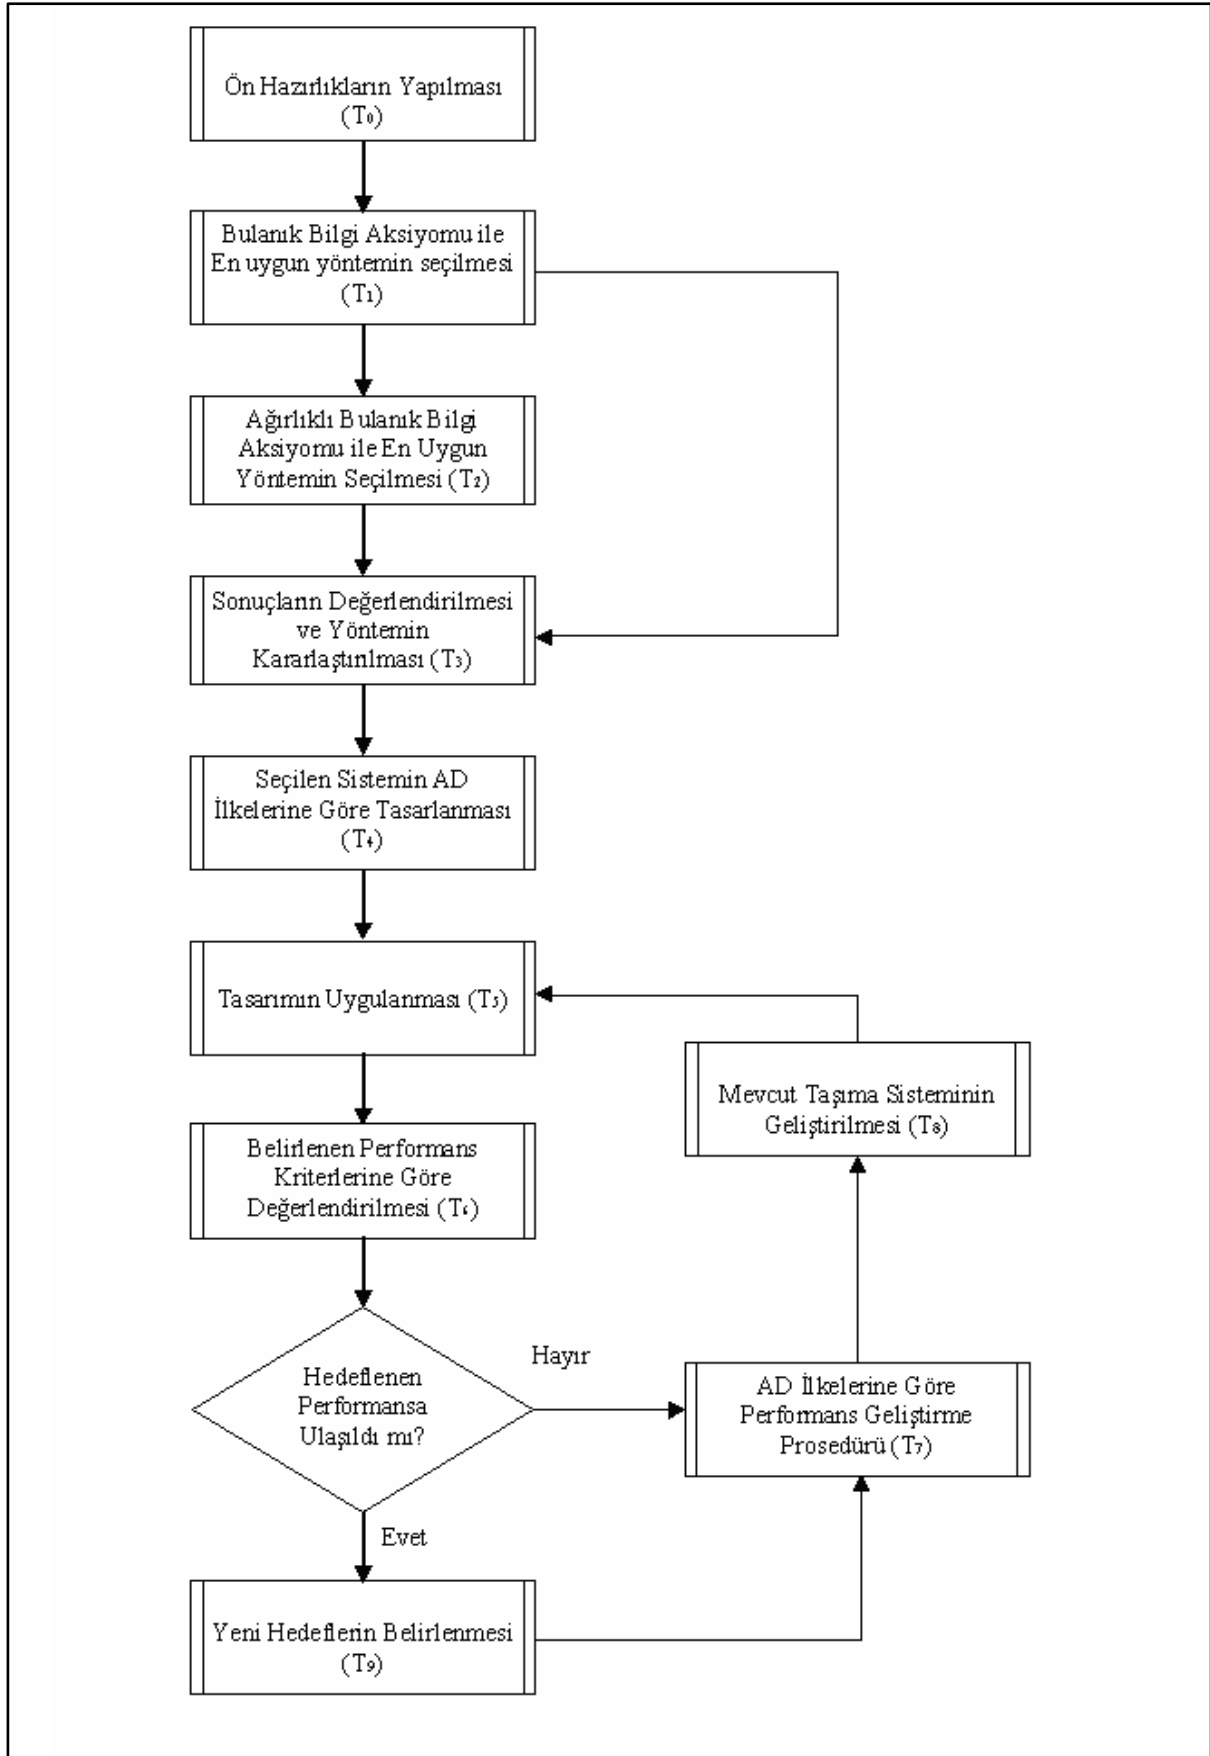 Ön Hazırlıkların Yapılması
(T₀)
Bulanık Bilgi Aksiyomu ile
En uygun yöntemin seçilmesi
(T₁)
Ağırlıklı Bulanık Bilgi
Aksiyomu ile En Uygun
Yöntemin Seçilmesi (T₂)
Sonuçların Değerlendirilmesi
ve Yöntemin
Kararlaştırılması (T₃)
Seçilen Sistemin AD
İlkelerine Göre Tasarlanması
(T₄)
Tasarımın Uygulanması (T₅)
Mevcut Taşıma Sisteminin
Geliştirilmesi (T₈)
Belirlenen Performans
Kriterlerine Göre
Değerlendirilmesi (T₆)
Hedeflenen
Performansa
Ulaşıldı mı?
Hayır
AD İlkelerine Göre
Performans Geliştirme
Prosedürü (T₇)
Evet
Yeni Hedeflerin Belirlenmesi
(T₉)